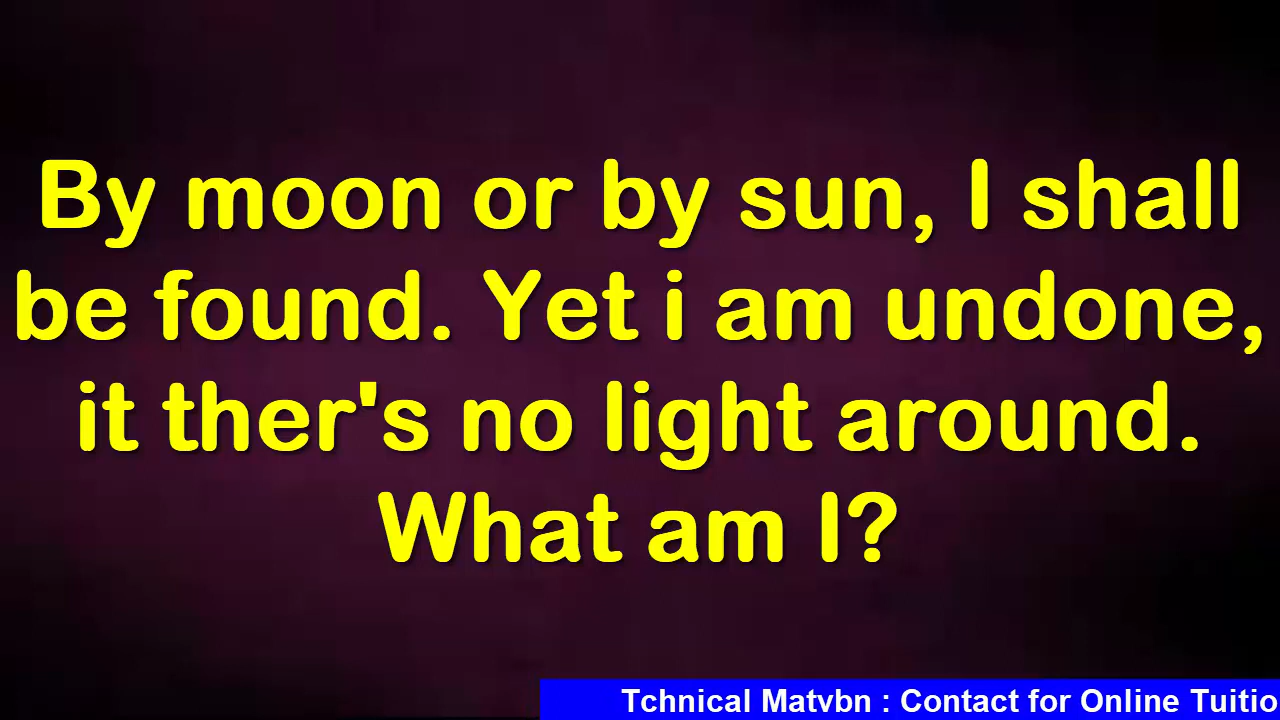 By moon or by sun, I shall
be found. Yet i am undone,
it ther's no light around.
What am I?
Tchnical Matvbn : Contact for Online Tuitio